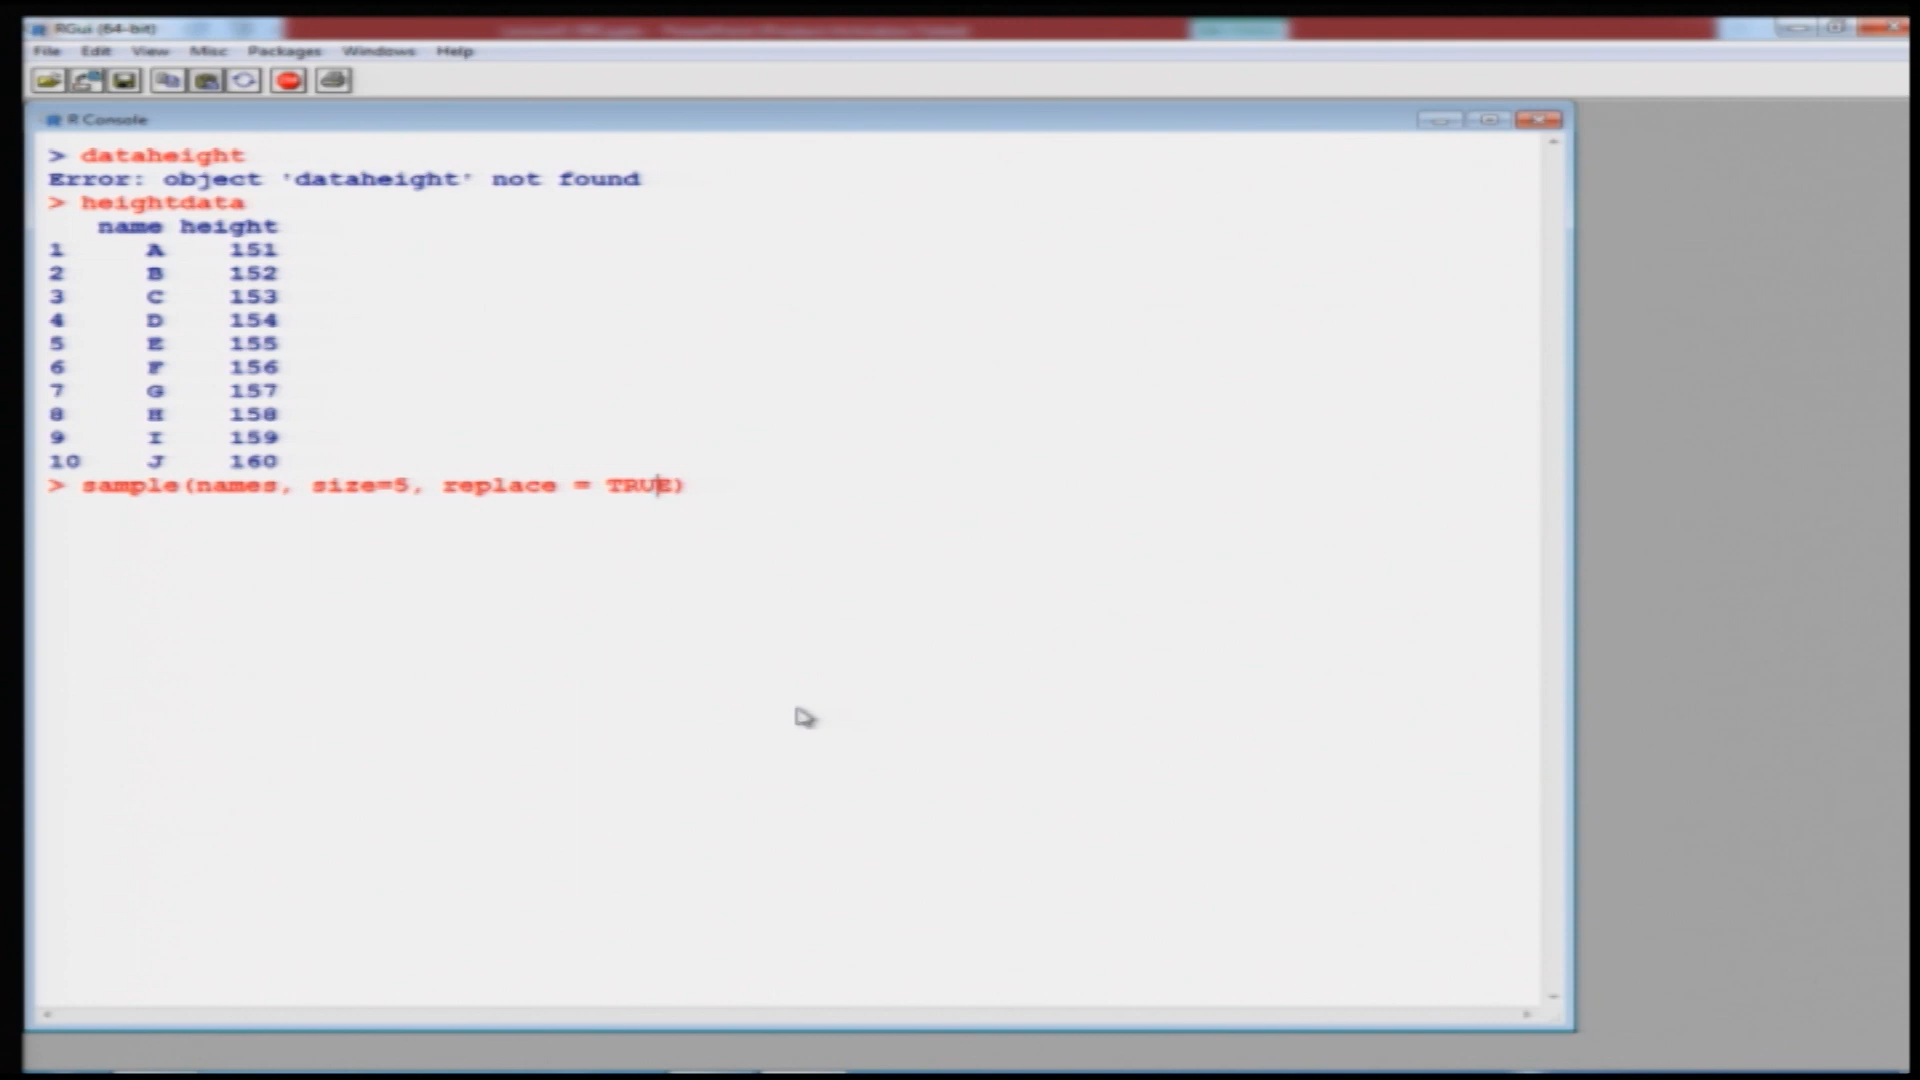 RGui (64-bit)
File Edit View Misc Packages Windows Help
R Console
> dataheight
Error: object 'dataheight' not found
> heightdata
name height
1 A 151
2 B 152
3 C 153
4 D 154
5 E 155
6 F 156
7 G 157
8 H 158
9 I 159
10 J 160
> sample(names, size=5, replace = TRUE)